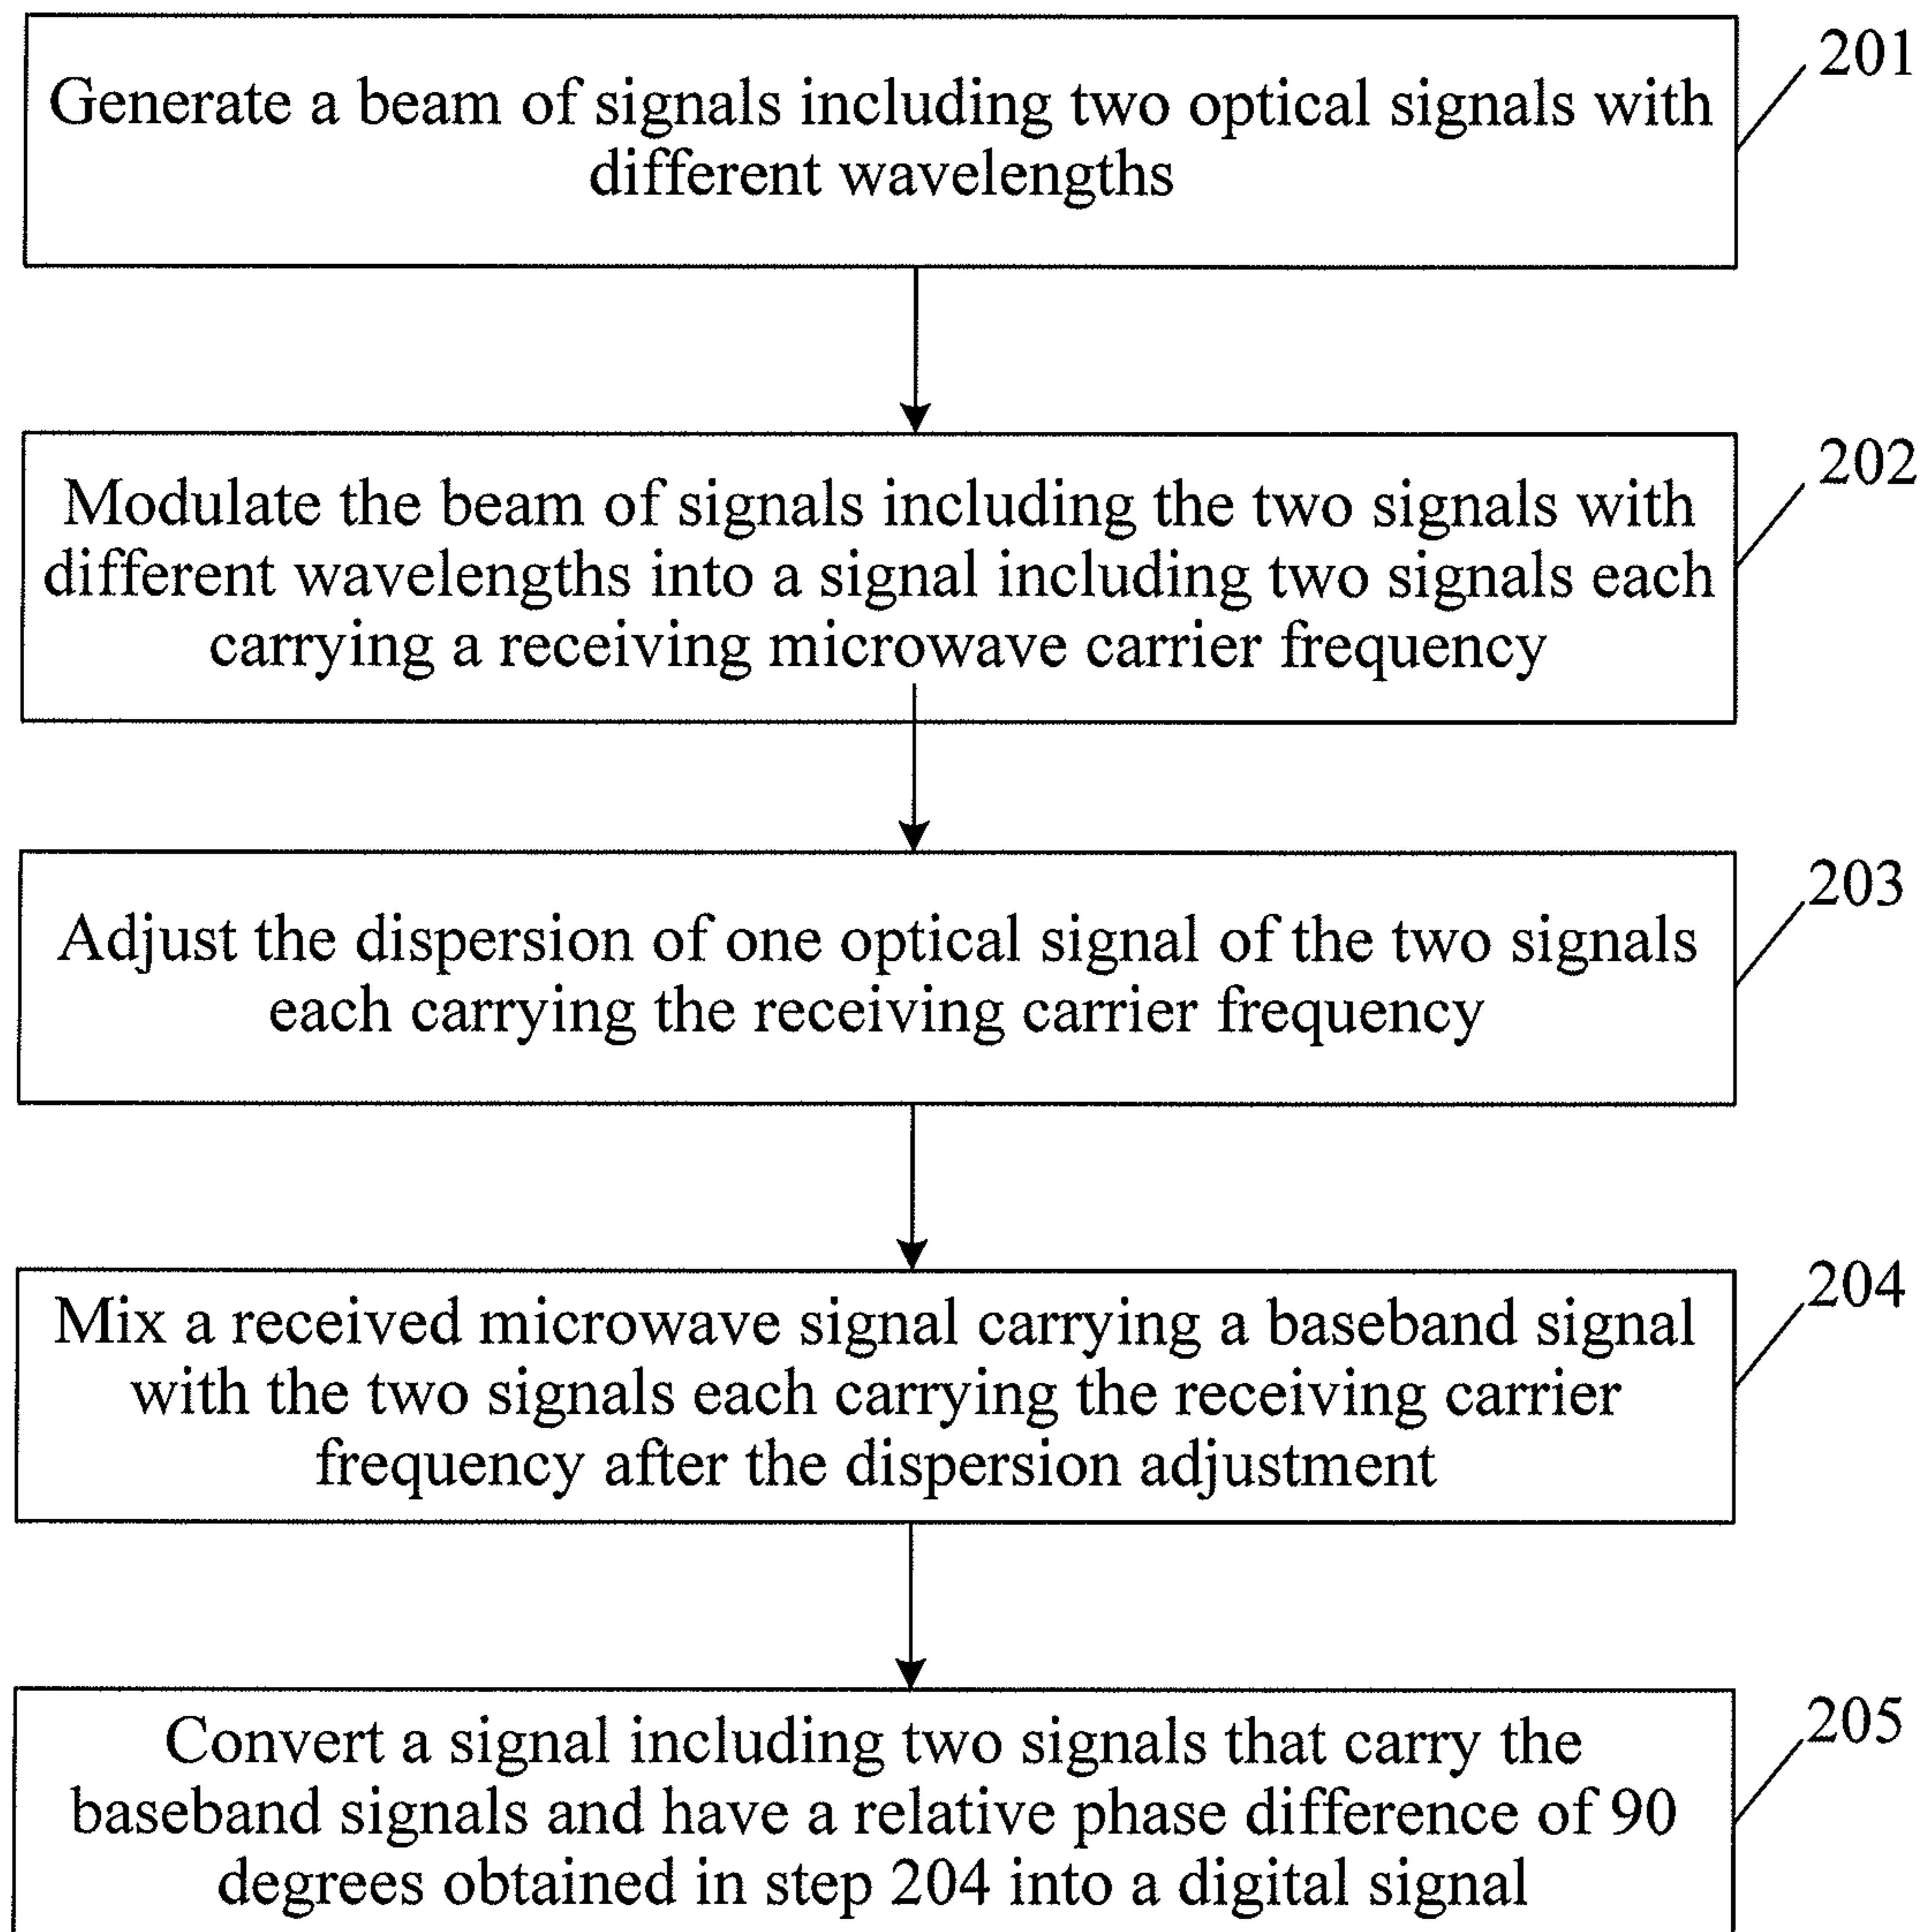 201
Generate a beam of signals including two optical signals with
different wavelengths
202
Modulate the beam of signals including the two signals with
different wavelengths into a signal including two signals each
carrying a receiving microwave carrier frequency
203
Adjust the dispersion of one optical signal of the two signals
each carrying the receiving carrier frequency
204
Mix a received microwave signal carrying a baseband signal
with the two signals each carrying the receiving carrier
frequency after the dispersion adjustment
205
Convert a signal including two signals that carry the
baseband signals and have a relative phase difference of 90
degrees obtained in step 204 into a digital signal